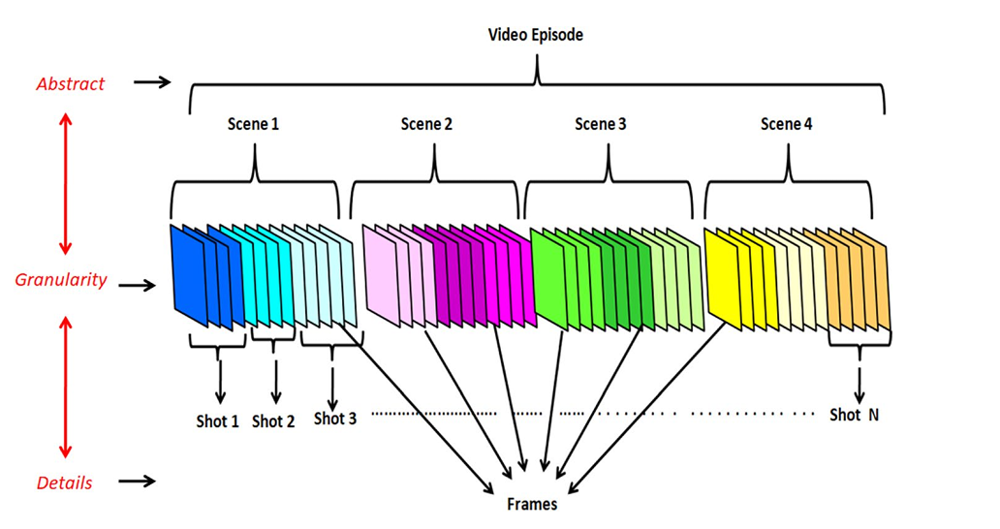 Video Episode
Abstract
Scene 1
Scene 2
Scene 3
Scene 4
Granularity
Shot 1
Shot 2
Shot 3
Shot N
Details
Frames